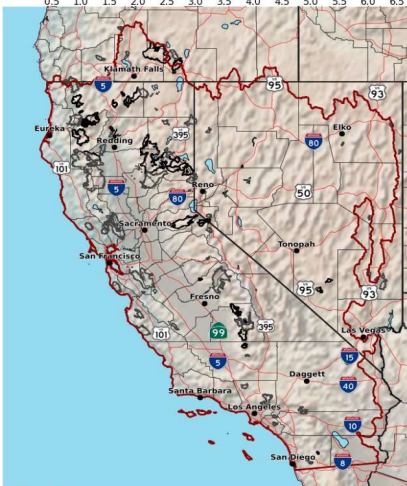 0.5 1.0 1.5 2.0 2.5 3.0 3.5 4.0 4.5 5.0 5.5 6.0 6.5
Klamath Falls
5
95
93
Eureka
Redding
395
Elko
80
101
5
Reno
80
50
Sacramento
Tonopah
San Francisco
95
93
Fresno
99
395
Las Vegas
101
5
15
Daggett
40
Santa Barbara
Los Angeles
10
San Diego
8